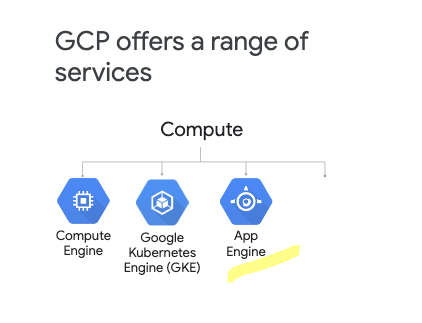 GCP offers a range of
services
Compute
Compute
Engine
Google
Kubernetes
Engine (GKE)
App
Engine